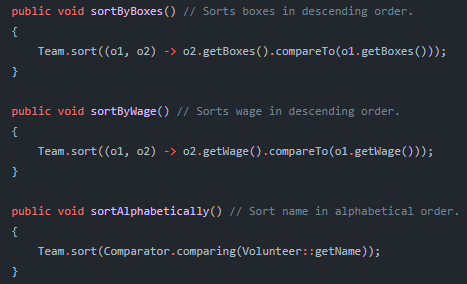 public void sortByBoxes() // Sorts boxes in descending order.
{
Team.sort((o1, o2) -> o2.getBoxes().compareTo(o1.getBoxes()));
}
public void sortByWage() // Sorts wage in descending order.
{
Team.sort((o1, o2) -> o2.getWage().compareTo(o1.getWage()));
}
public void sortAlphabetically() // Sort name in alphabetical order.
{
Team.sort(Comparator.comparing(Volunteer::getName));
}